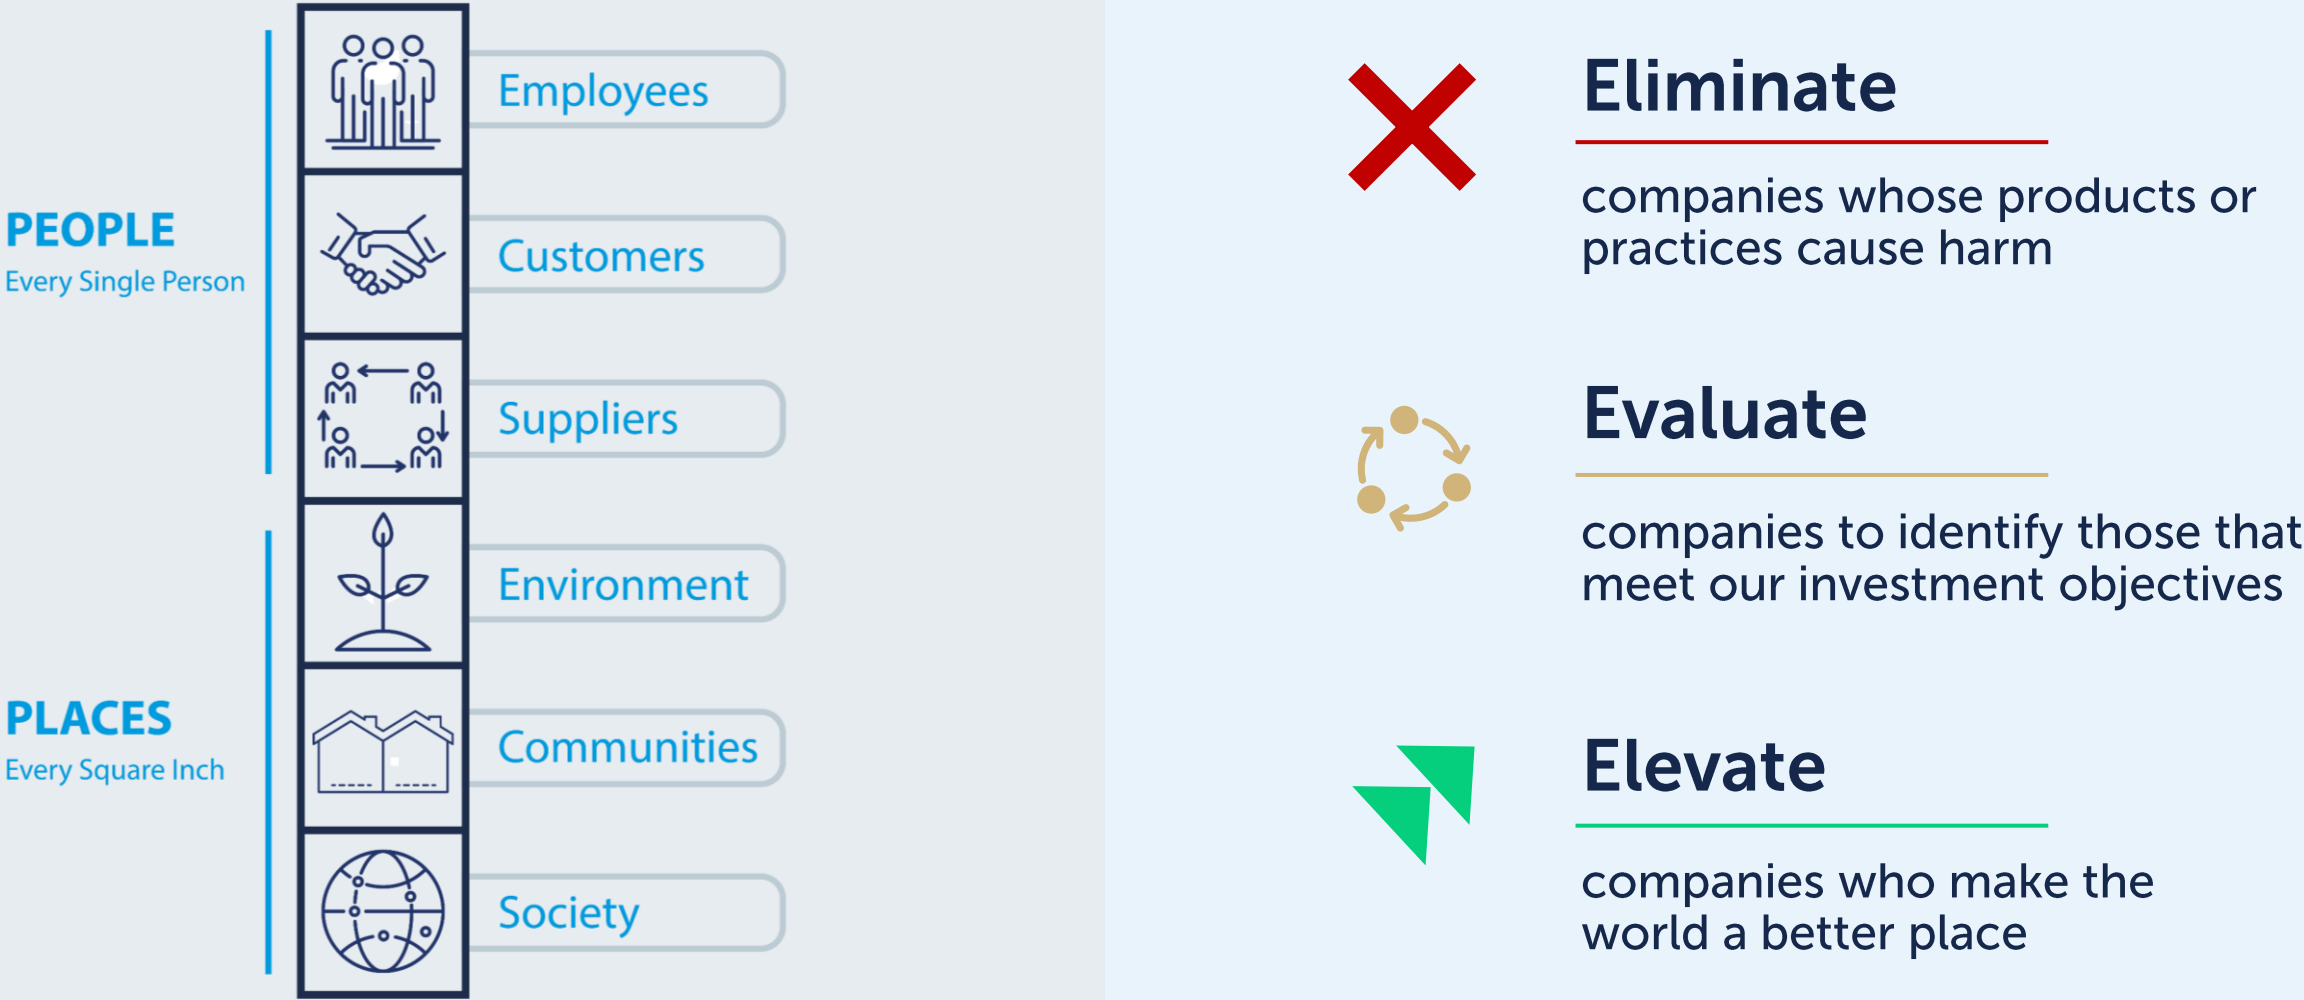 PEOPLE
Every Single Person
Employees
Customers
Suppliers
PLACES
Every Square Inch
Environment
Communities
Society
Eliminate
companies whose products or
practices cause harm
Evaluate
companies to identify those that
meet our investment objectives
Elevate
companies who make the
world a better place